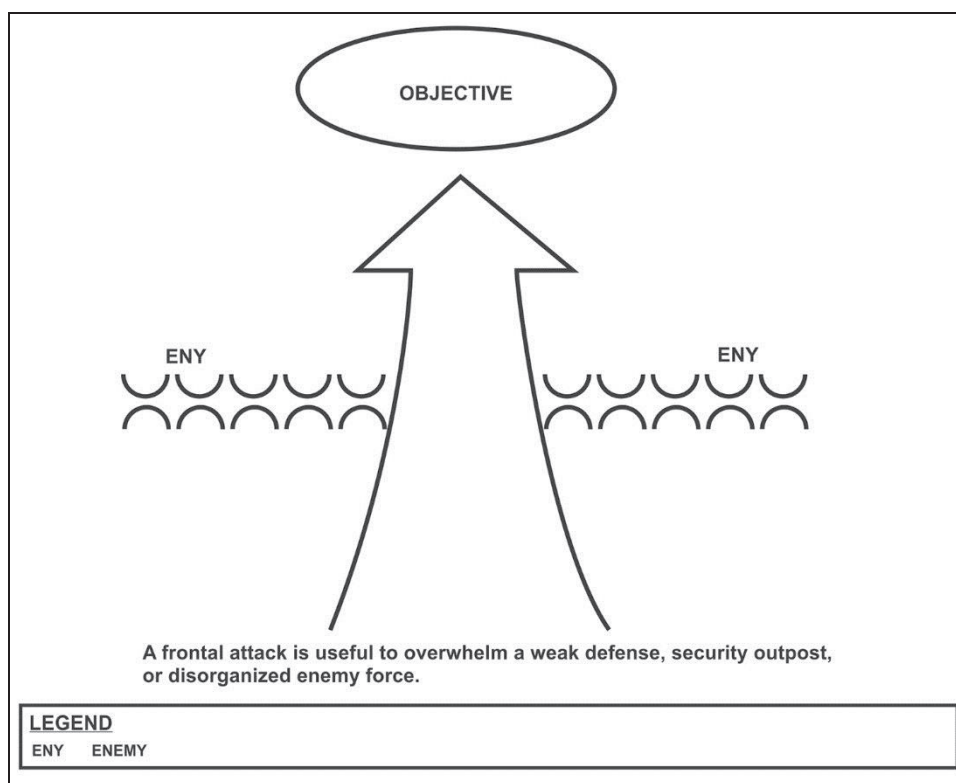 OBJECTIVE
ENY
ENY
A frontal attack is useful to overwhelm a weak defense, security outpost,
or disorganized enemy force.
LEGEND
ENY ENEMY